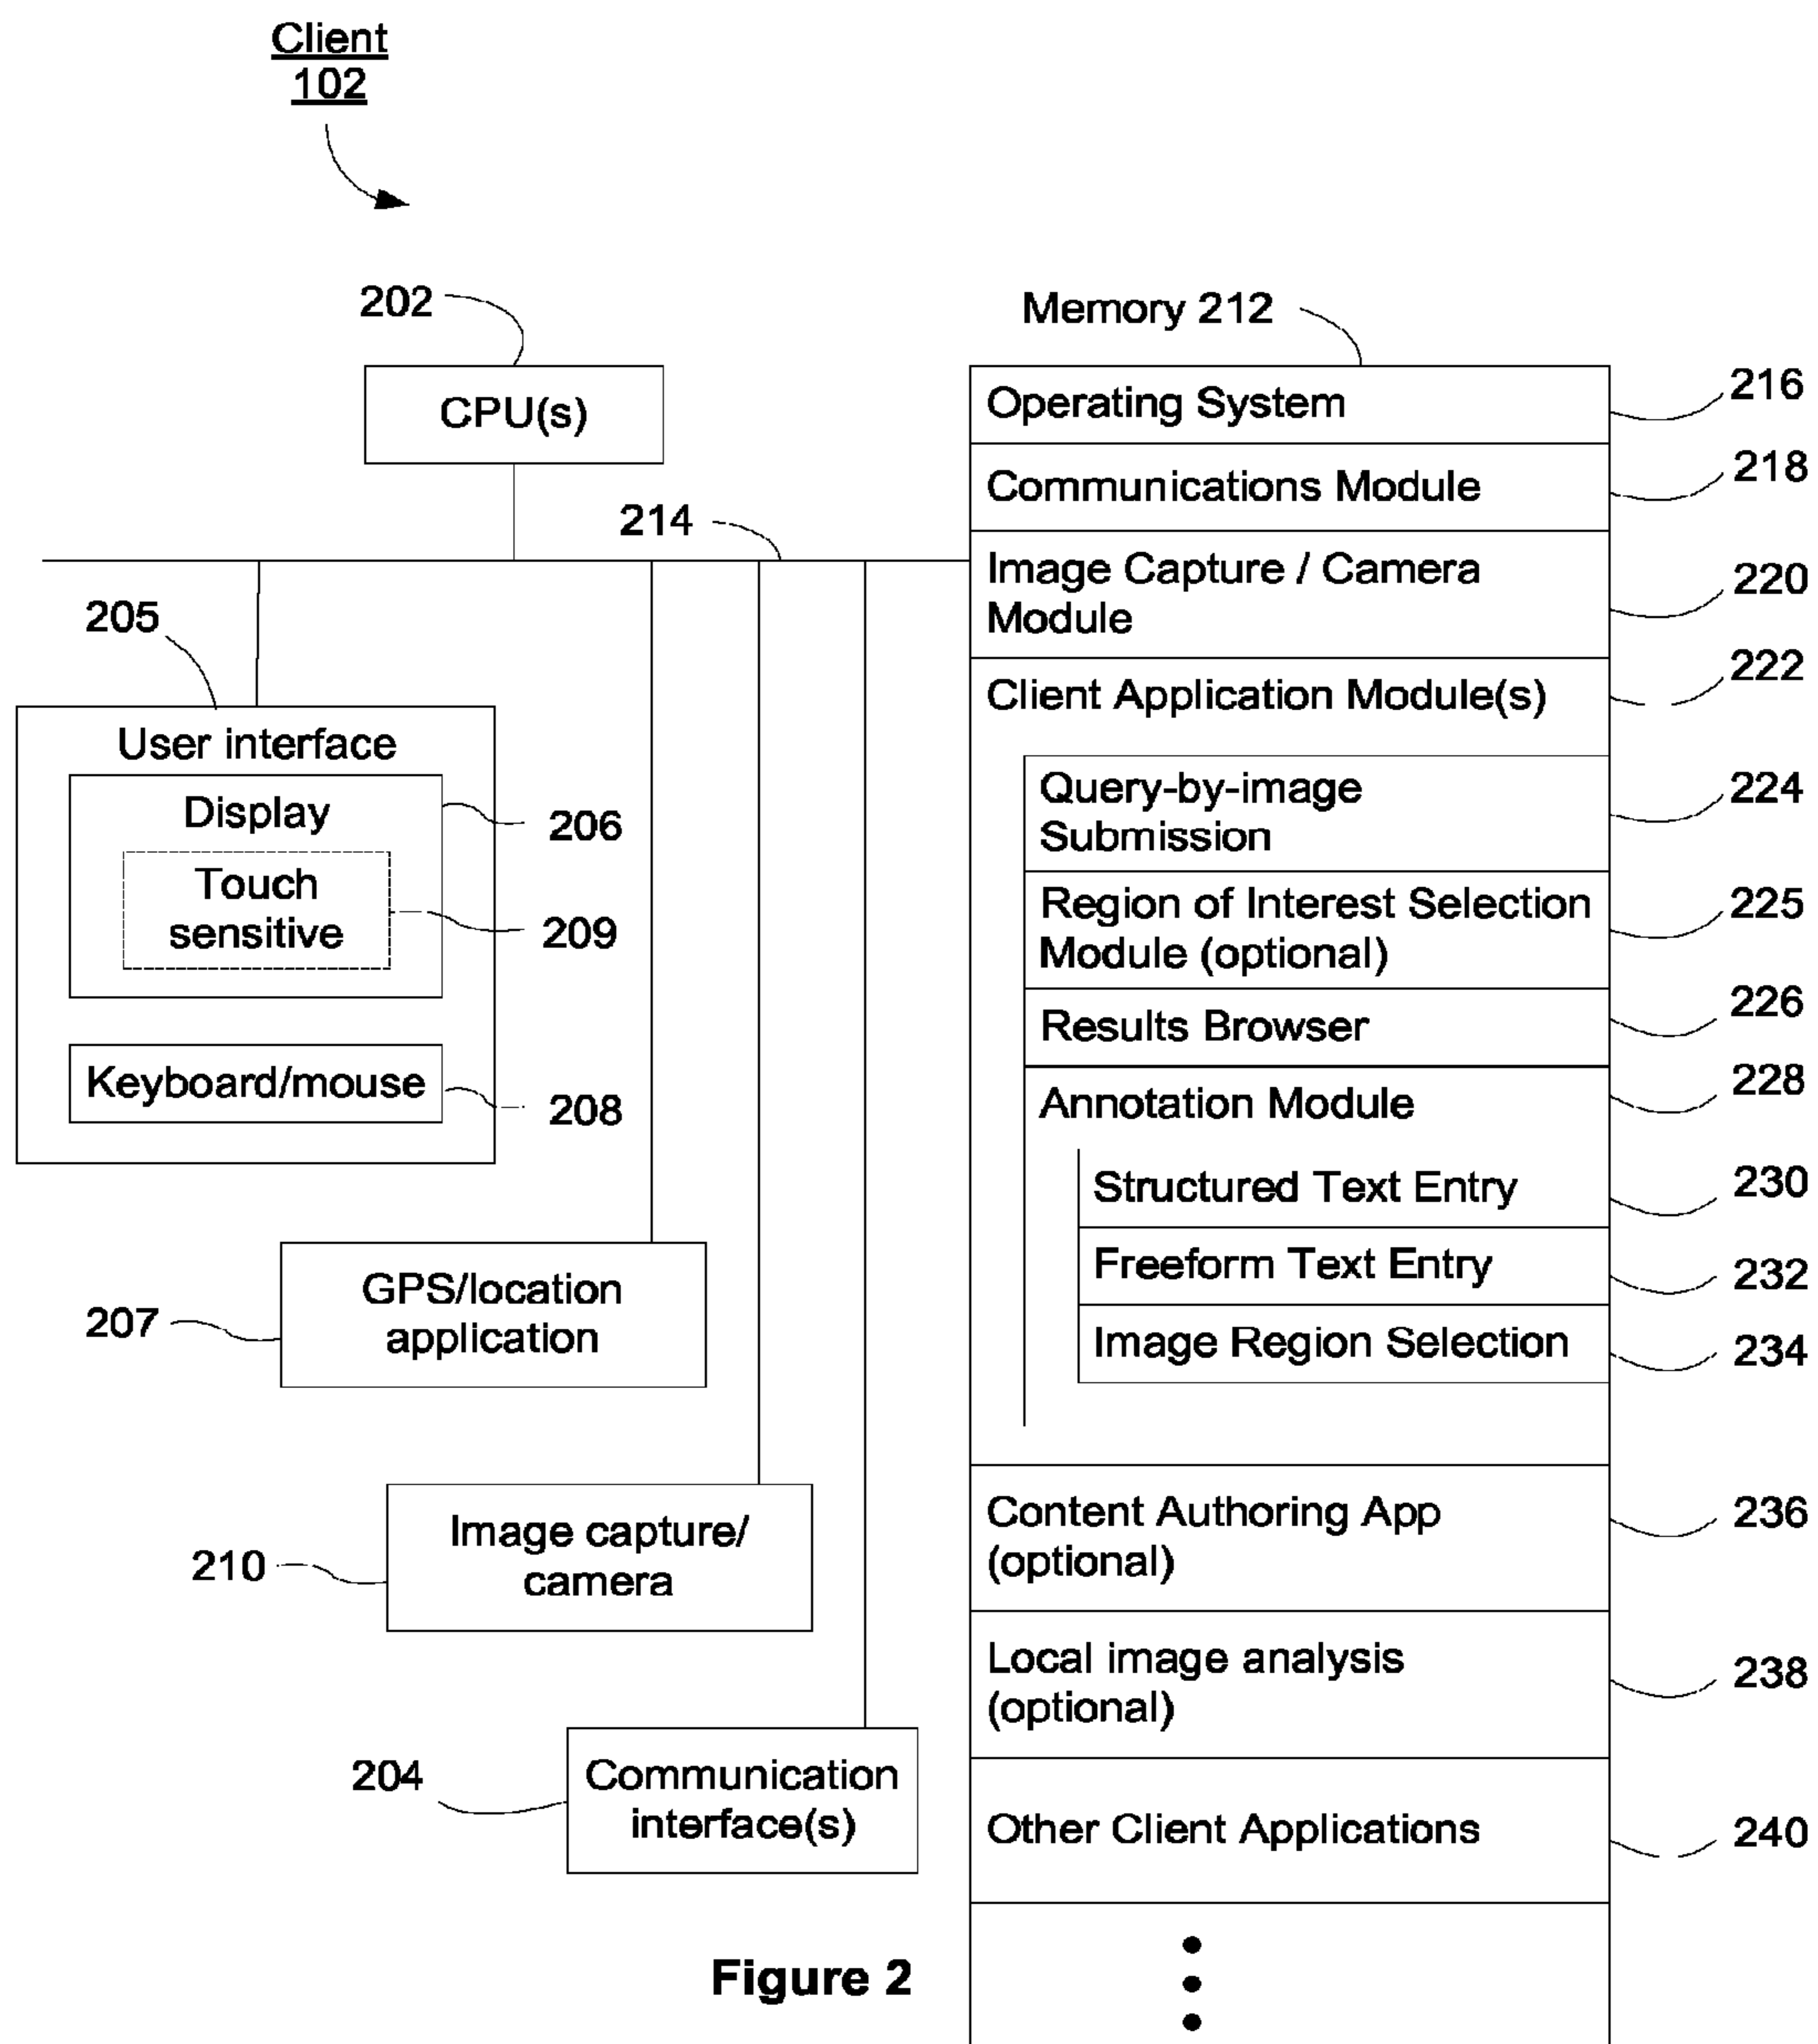 Client
102
202
CPU(s)
214
205
User interface
Display
206
Touch
sensitive
209
Keyboard/mouse
208
GPS/location
application
207
Image capture/
camera
210
Communication
interface(s)
204
Memory 212
Operating System
216
Communications Module
218
Image Capture / Camera
Module
220
Client Application Module(s)
222
Query-by-image
Submission
224
Region of Interest Selection
Module (optional)
225
Results Browser
226
Annotation Module
228
Structured Text Entry
230
Freeform Text Entry
232
Image Region Selection
234
Content Authoring App
(optional)
236
Local image analysis
(optional)
238
Other Client Applications
240
Figure 2